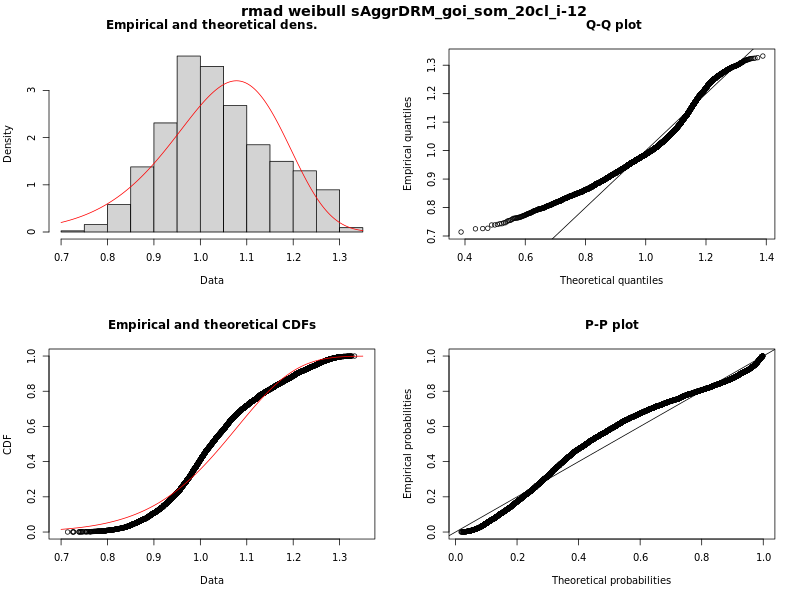 rmad weibull sAggrDRM_goi_som_20cl_i-12
Empirical and theoretical dens.
Density
0 1 2 3
0.7 0.8 0.9 1.0 1.1 1.2 1.3
Data
Q-Q plot
Empirical quantiles
0.7 0.8 0.9 1.0 1.1 1.2 1.3
0.4 0.6 0.8 1.0 1.2 1.4
Theoretical quantiles
Empirical and theoretical CDFs
CDF
0.0 0.2 0.4 0.6 0.8 1.0
0.7 0.8 0.9 1.0 1.1 1.2 1.3
Data
P-P plot
Empirical probabilities
0.0 0.2 0.4 0.6 0.8 1.0
0.0 0.2 0.4 0.6 0.8 1.0
Theoretical probabilities